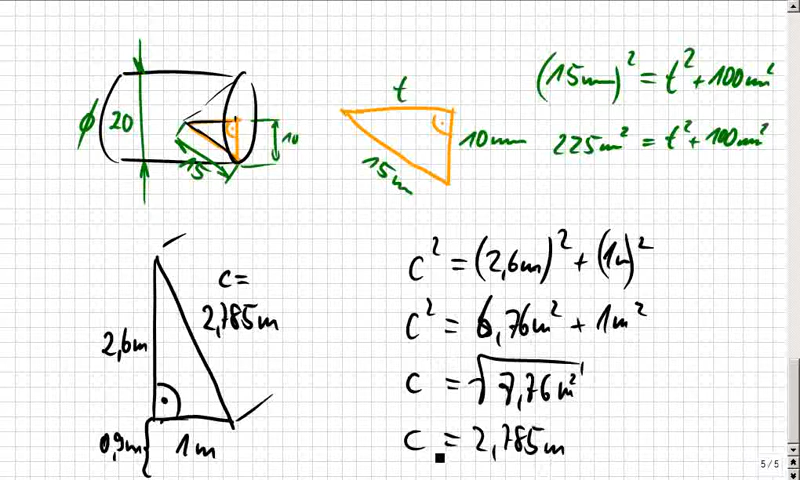 ϕ 20
15
10
t
10mm
15m
(15m)² = t² + 100m²
225m² = t² + 100m²
2,6m
c =
2,785m
0,9m
1m
c² = (2,6m)² + (1m)²
c² = 6,76m² + 1m²
c = √7,76m²
c = 2,785m
5/5